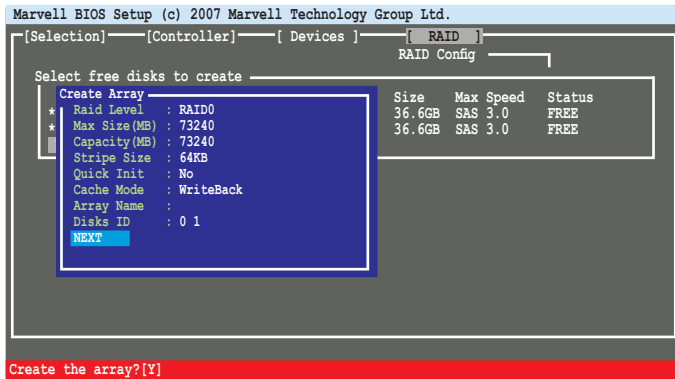 Marvell BIOS Setup (c) 2007 Marvell Technology Group Ltd.
[Selection] [Controller] [ Devices ] [ RAID ]
RAID Config
Select free disks to create
Create Array
Size Max Speed Status
* Raid Level : RAID0 36.6GB SAS 3.0 FREE
* Max Size(MB) : 73240 36.6GB SAS 3.0 FREE
Capacity(MB) : 73240
Stripe Size : 64KB
Quick Init : No
Cache Mode : WriteBack
Array Name :
Disks ID : 0 1
NEXT
Create the array?[Y]